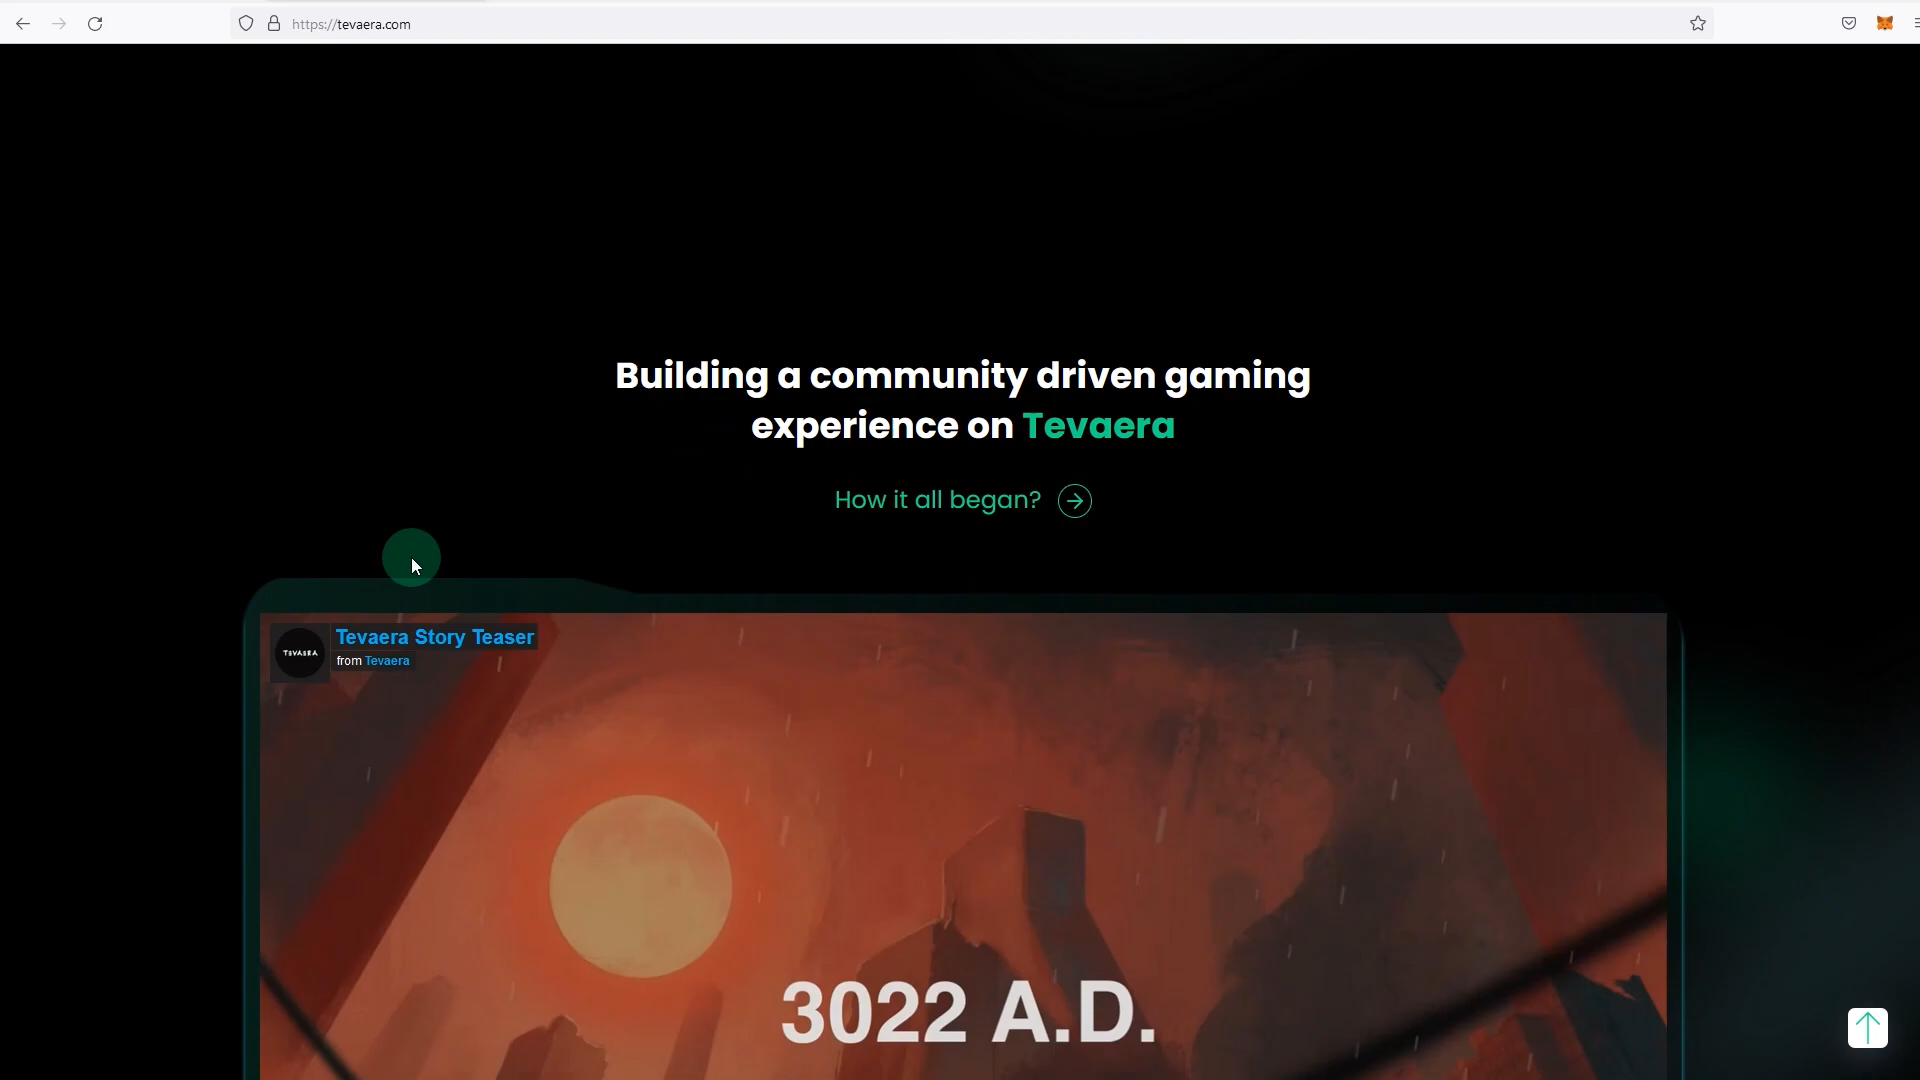 https://tevaera.com
Building a community driven gaming
experience on Tevaera
How it all began?
TEVAERA
Tevaera Story Teaser
from Tevaera
3022 A.D.